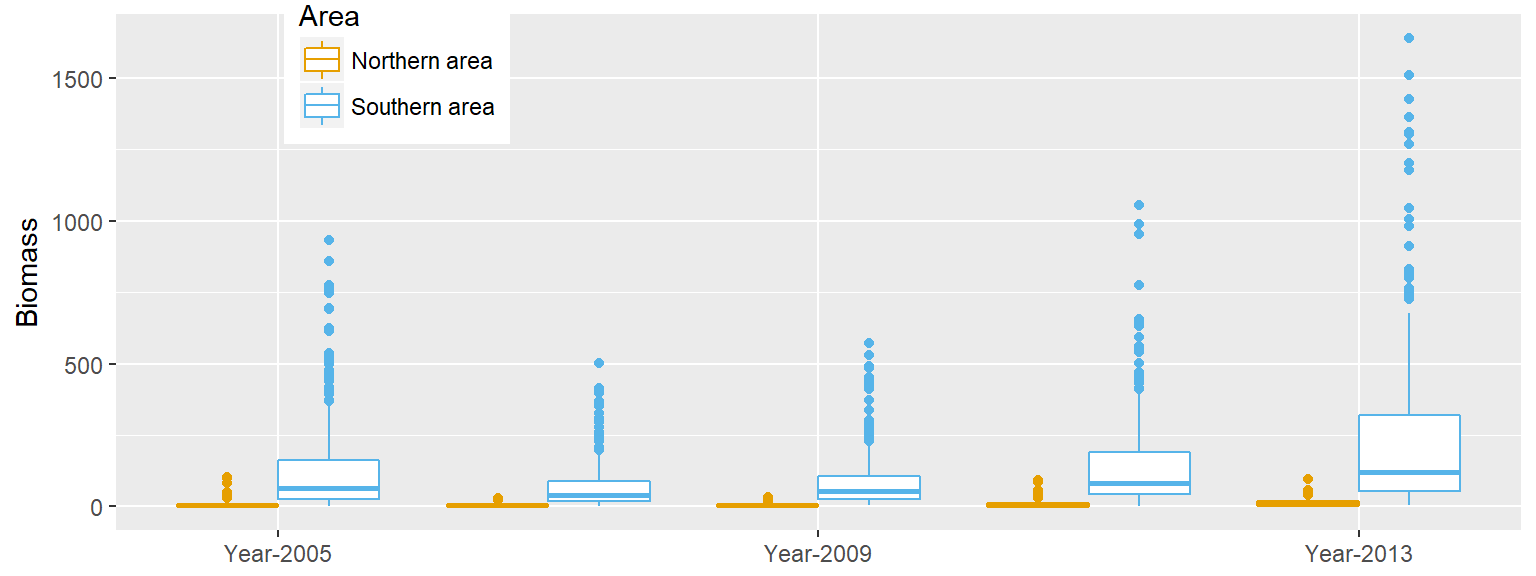 Area
Northern area
Southern area
Biomass
1500
1000
500
0
Year-2005
Year-2009
Year-2013